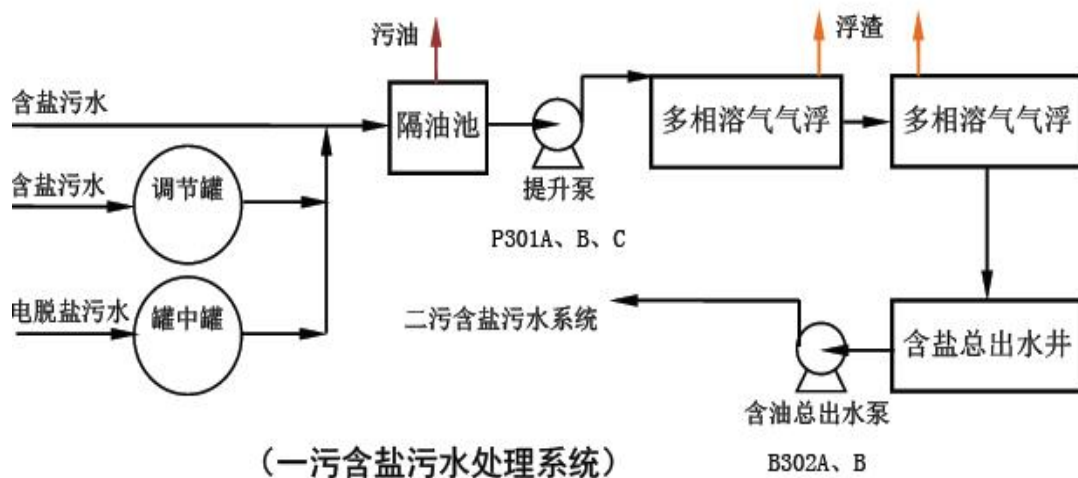 污油
浮渣
含盐污水
隔油池
多相溶气气浮
多相溶气气浮
含盐污水
调节罐
提升泵
P301A、B、C
电脱盐污水
罐中罐
二污含盐污水系统
含盐总出水井
含油总出水泵
B302A、B
（一污含盐污水处理系统）